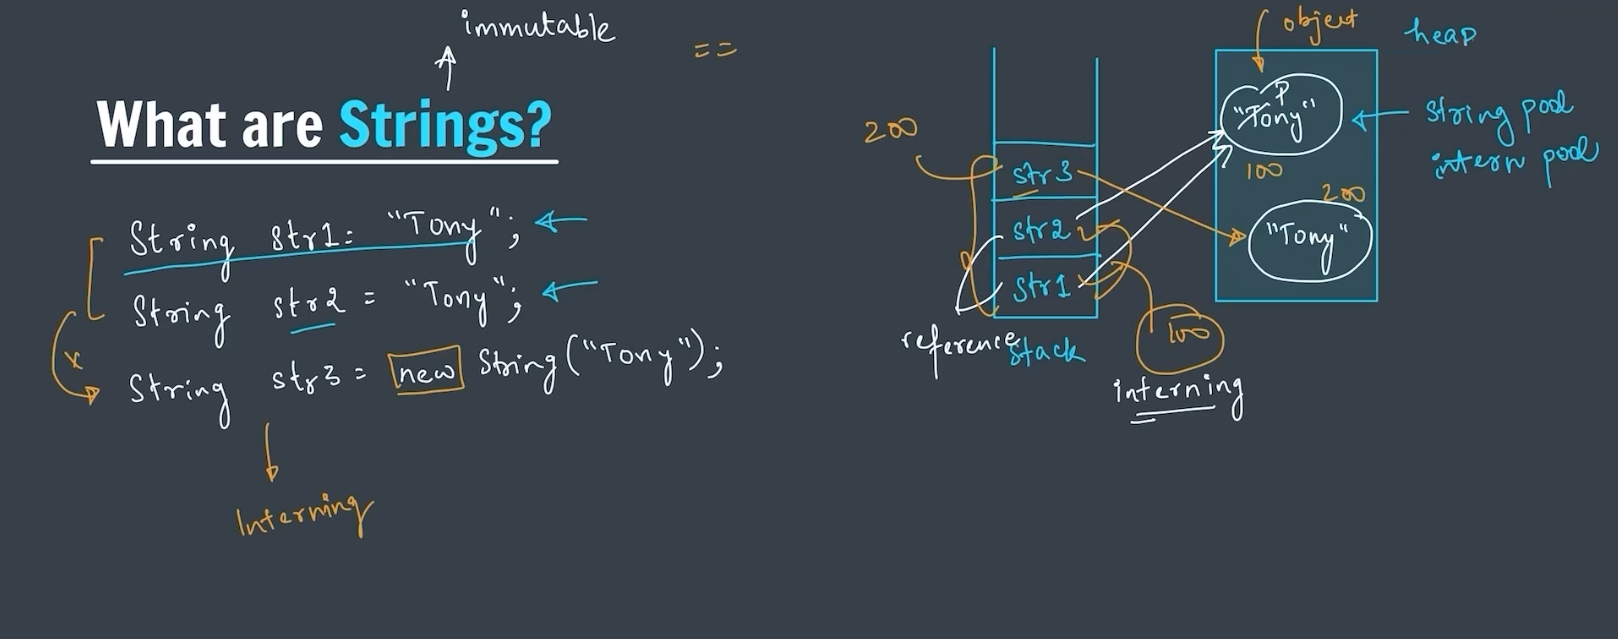 immutable
==
What are Strings?
String str1= "Tony";
String str2 = "Tony";
String str3 = new String("Tony");
x
Interning
object
heap
P
"Tony"
string pool
intern pool
100
200
200
"Tony"
str3
str2
str1
reference
stack
100
interning